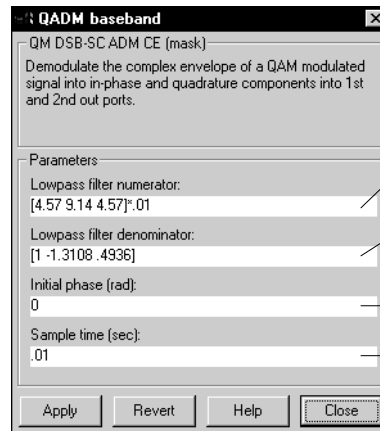 QADM baseband
QM DSB-SC ADM CE (mask)
Demodulate the complex envelope of a QAM modulated
signal into in-phase and quadrature components into 1st
and 2nd out ports.
Parameters
Lowpass filter numerator:
[4.57 9.14 4.57]*.01
Lowpass filter denominator:
[1 -1.3108 .4936]
Initial phase (rad):
0
Sample time (sec):
.01
Apply Revert Help Close